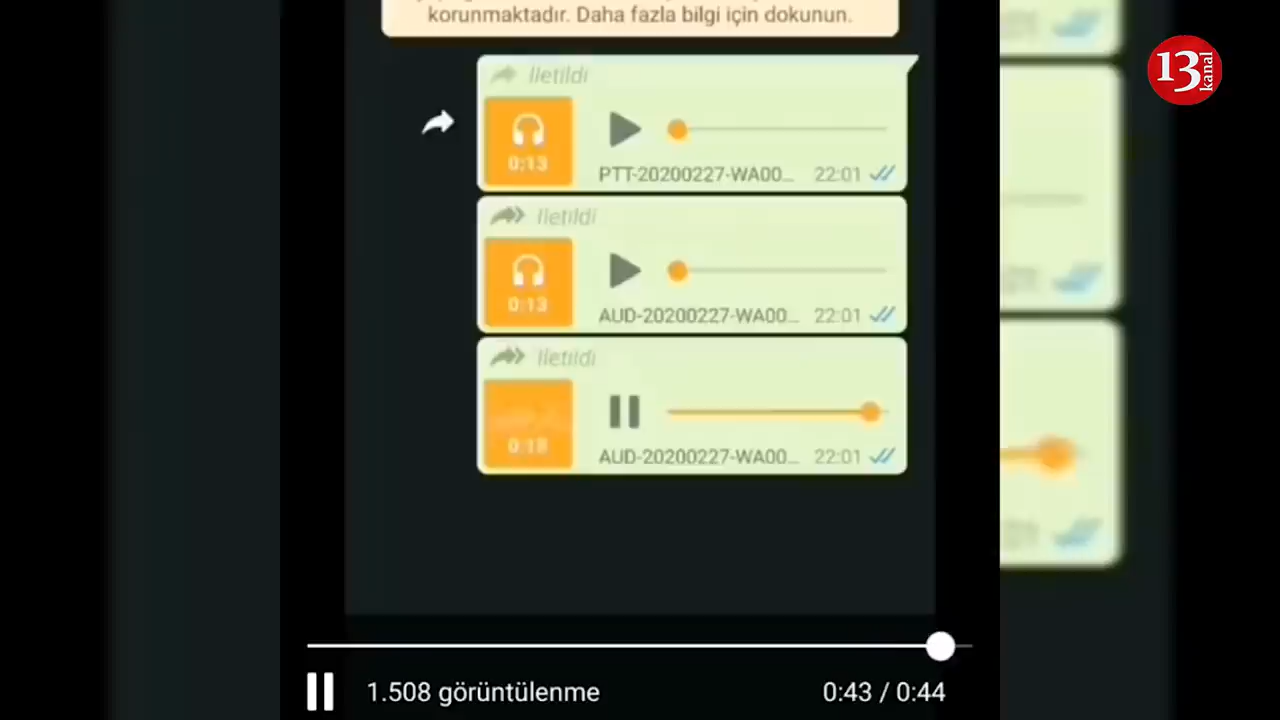 korunmaktadır. Daha fazla bilgi için dokunun.
13 kanal
İletildi
0:13
PTT-20200227-WA00... 22:01
İletildi
0:13
AUD-20200227-WA00... 22:01
İletildi
0:18
AUD-20200227-WA00... 22:01
1.508 görüntülenme 0:43 / 0:44